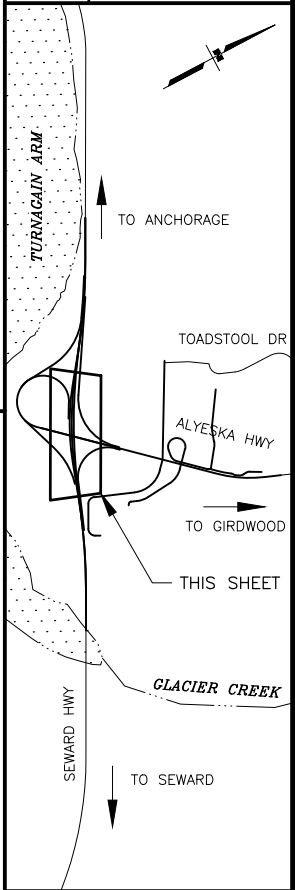 TURNAGAIN ARM
TO ANCHORAGE
TOADSTOOL DR
ALYESKA HWY
TO GIRDWOOD
THIS SHEET
GLACIER CREEK
SEWARD HWY
TO SEWARD